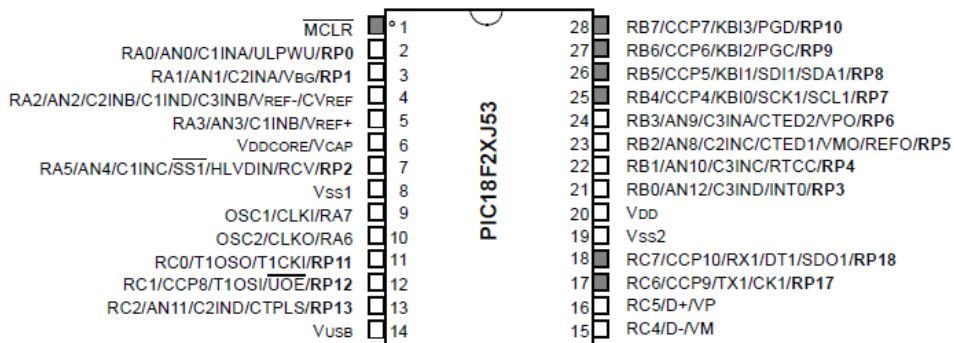 MCLR 1 28 RB7/CCP7/KBI3/PGD/RP10
RA0/AN0/C1INA/ULPWU/RP0 2 27 RB6/CCP6/KBI2/PGC/RP9
RA1/AN1/C2INA/VBG/RP1 3 26 RB5/CCP5/KBI1/SDI1/SDA1/RP8
RA2/AN2/C2INB/C1IND/C3INB/VREF-/CVREF 4 25 RB4/CCP4/KBI0/SCK1/SCL1/RP7
RA3/AN3/C1INB/VREF+ 5 24 RB3/AN9/C3INA/CTED2/VPO/RP6
VDDCORE/VCAP 6 23 RB2/AN8/C2INC/CTED1/VMO/REFO/RP5
RA5/AN4/C1INC/SS1/HLVDIN/RCV/RP2 7 22 RB1/AN10/C3INC/RTCC/RP4
VSS1 8 21 RB0/AN12/C3IND/INT0/RP3
OSC1/CLKI/RA7 9 20 VDD
OSC2/CLKO/RA6 10 19 VSS2
RC0/T1OSO/T1CKI/RP11 11 18 RC7/CCP10/RX1/DT1/SDO1/RP18
RC1/CCP8/T1OSI/UOE/RP12 12 17 RC6/CCP9/TX1/CK1/RP17
RC2/AN11/C2IND/CTPLS/RP13 13 16 RC5/D+/VP
VUSB 14 15 RC4/D-/VM
PIC18F2XJ53